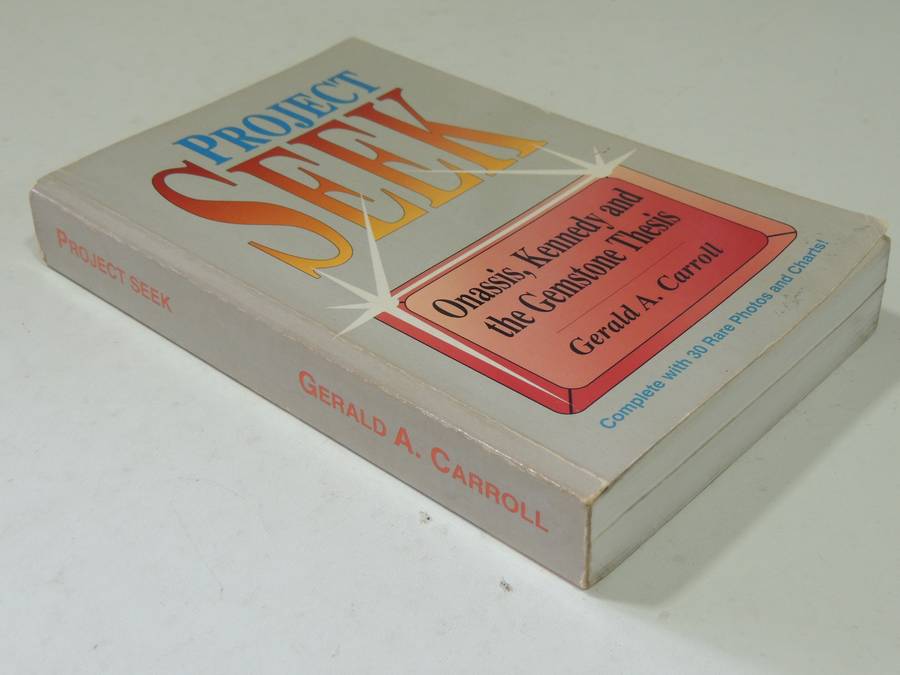 PROJECT
SEEK
Onassis, Kennedy and
the Gemstone Thesis
Gerald A. Carroll
Complete with 30 Rare Photos and Charts!
PROJECT SEEK
GERALD A. CARROLL